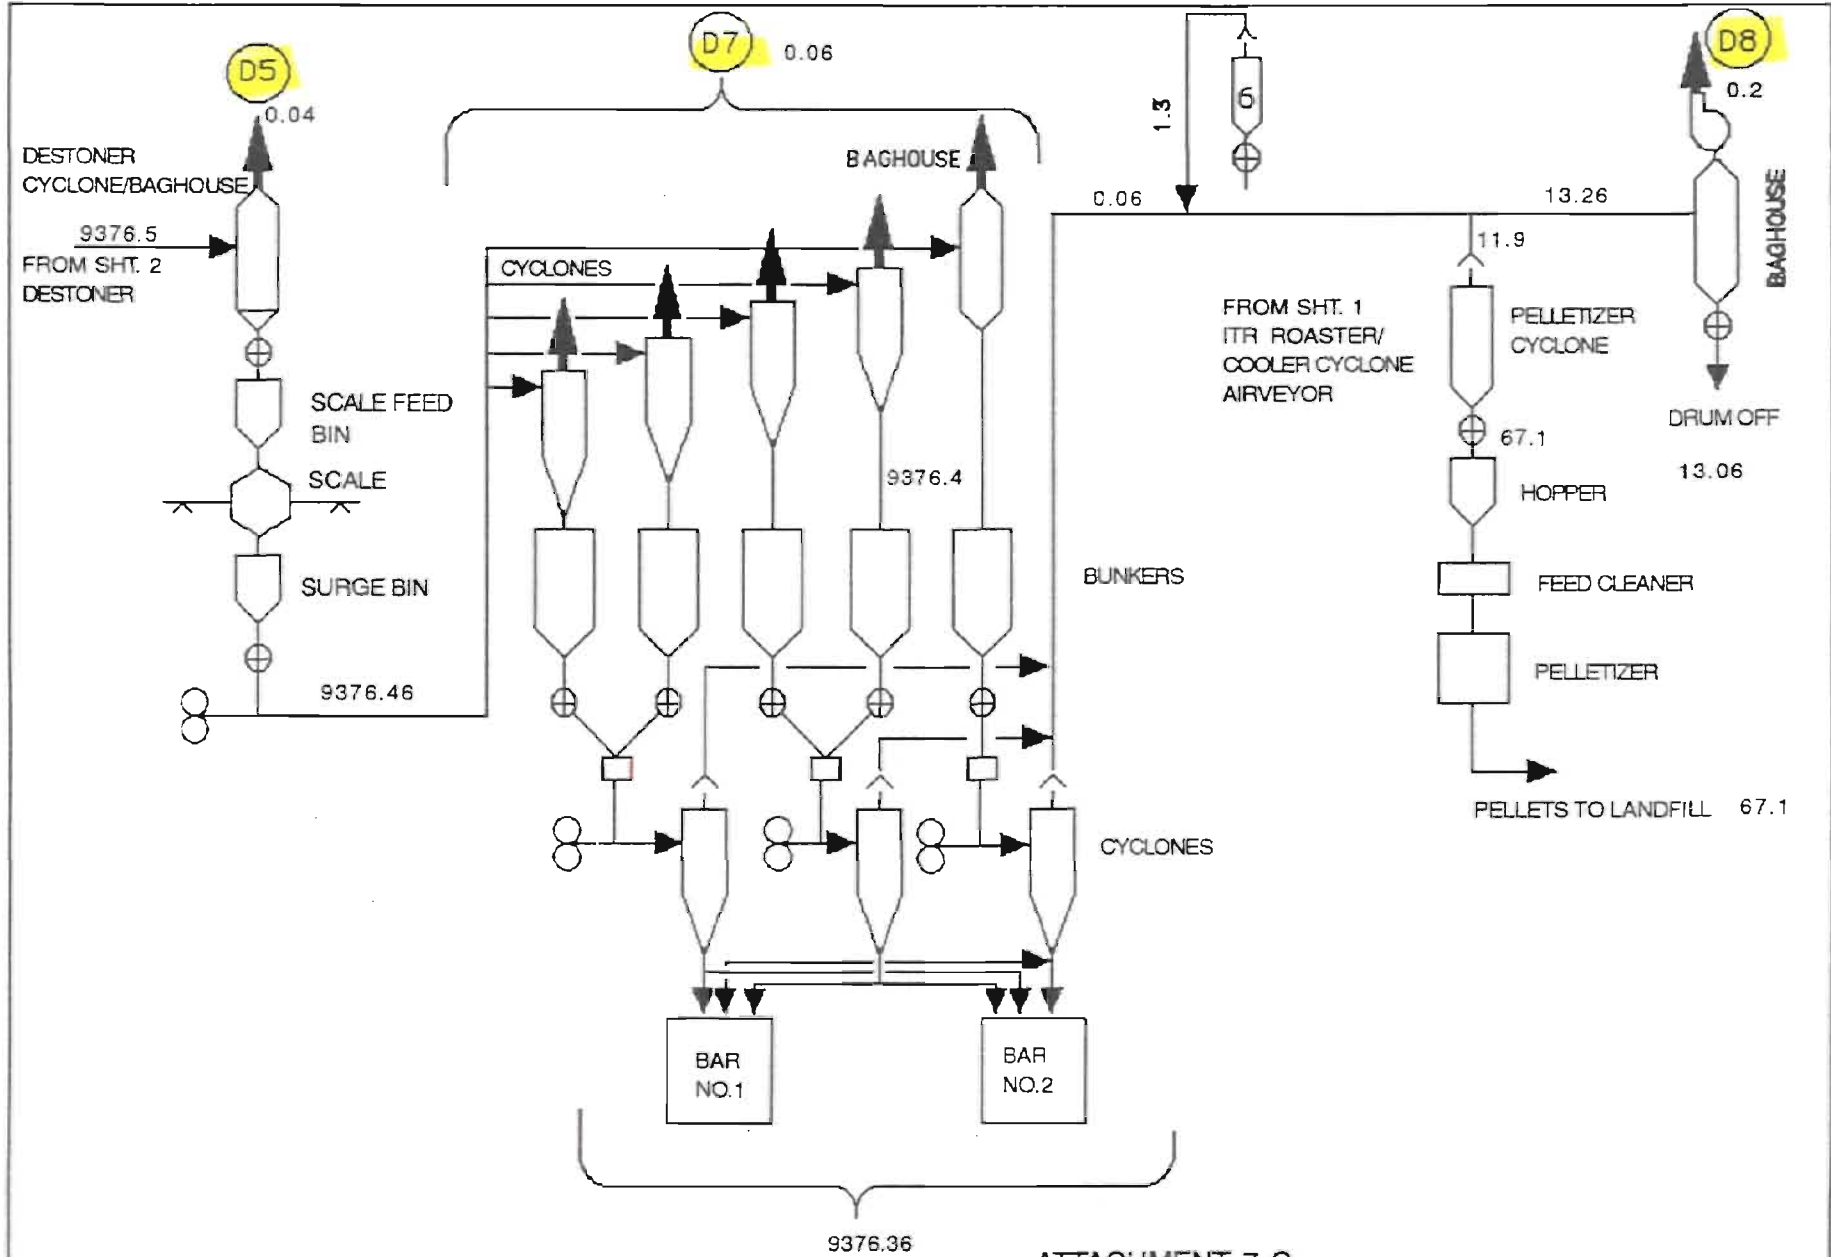 D5
0.04
DESTONER
CYCLONE/BAGHOUSE
9376.5
FROM SHT. 2
DESTONER
SCALE FEED
BIN
SCALE
SURGE BIN
9376.46
D7
0.06
BAGHOUSE
CYCLONES
9376.4
BUNKERS
CYCLONES
BAR
NO.1
BAR
NO.2
9376.36
1.3
6
0.06
FROM SHT. 1
ITR ROASTER/
COOLER CYCLONE
AIRVEYOR
11.9
13.26
D8
0.2
BAGHOUSE
PELLETIZER
CYCLONE
67.1
HOPPER
FEED CLEANER
PELLETIZER
PELLETS TO LANDFILL 67.1
DRUM OFF
13.06